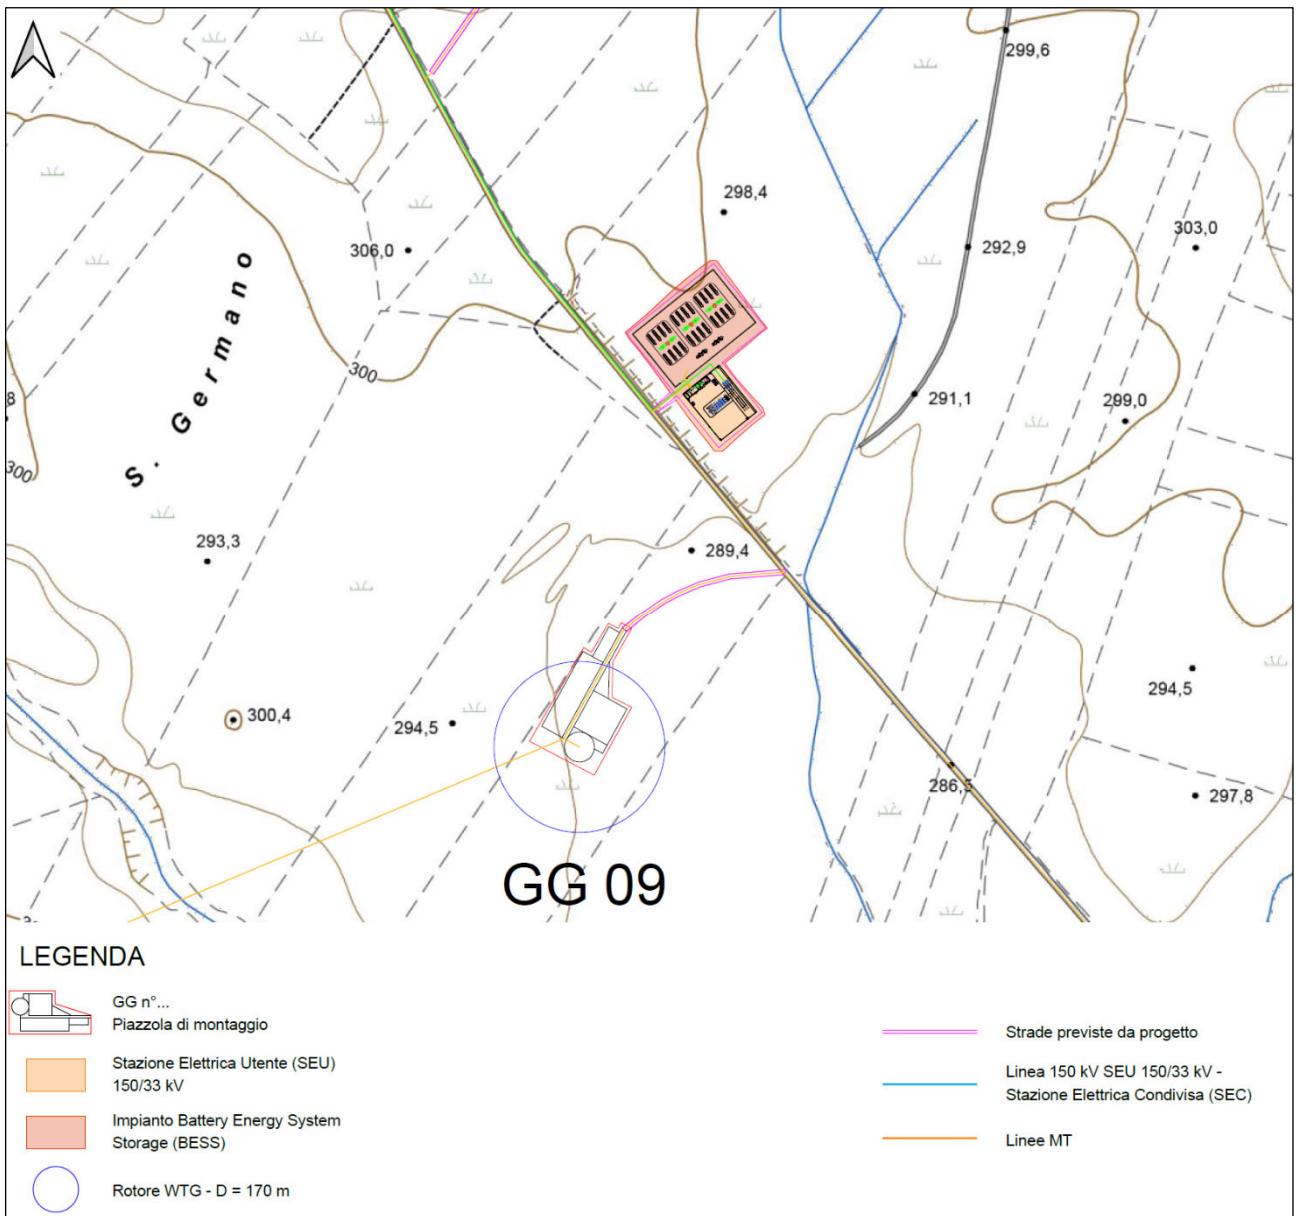 299,6
298,4
306,0
292,9
303,0
S. Germano
300
8
291,1
299,0
300
293,3
289,4
294,5
300,4
294,5
286,5
297,8
GG 09
LEGENDA
GG n°...
Piazzola di montaggio
Stazione Elettrica Utente (SEU)
150/33 kV
Impianto Battery Energy System
Storage (BESS)
Rotore WTG - D = 170 m
Strade previste da progetto
Linea 150 kV SEU 150/33 kV -
Stazione Elettrica Condivisa (SEC)
Linee MT